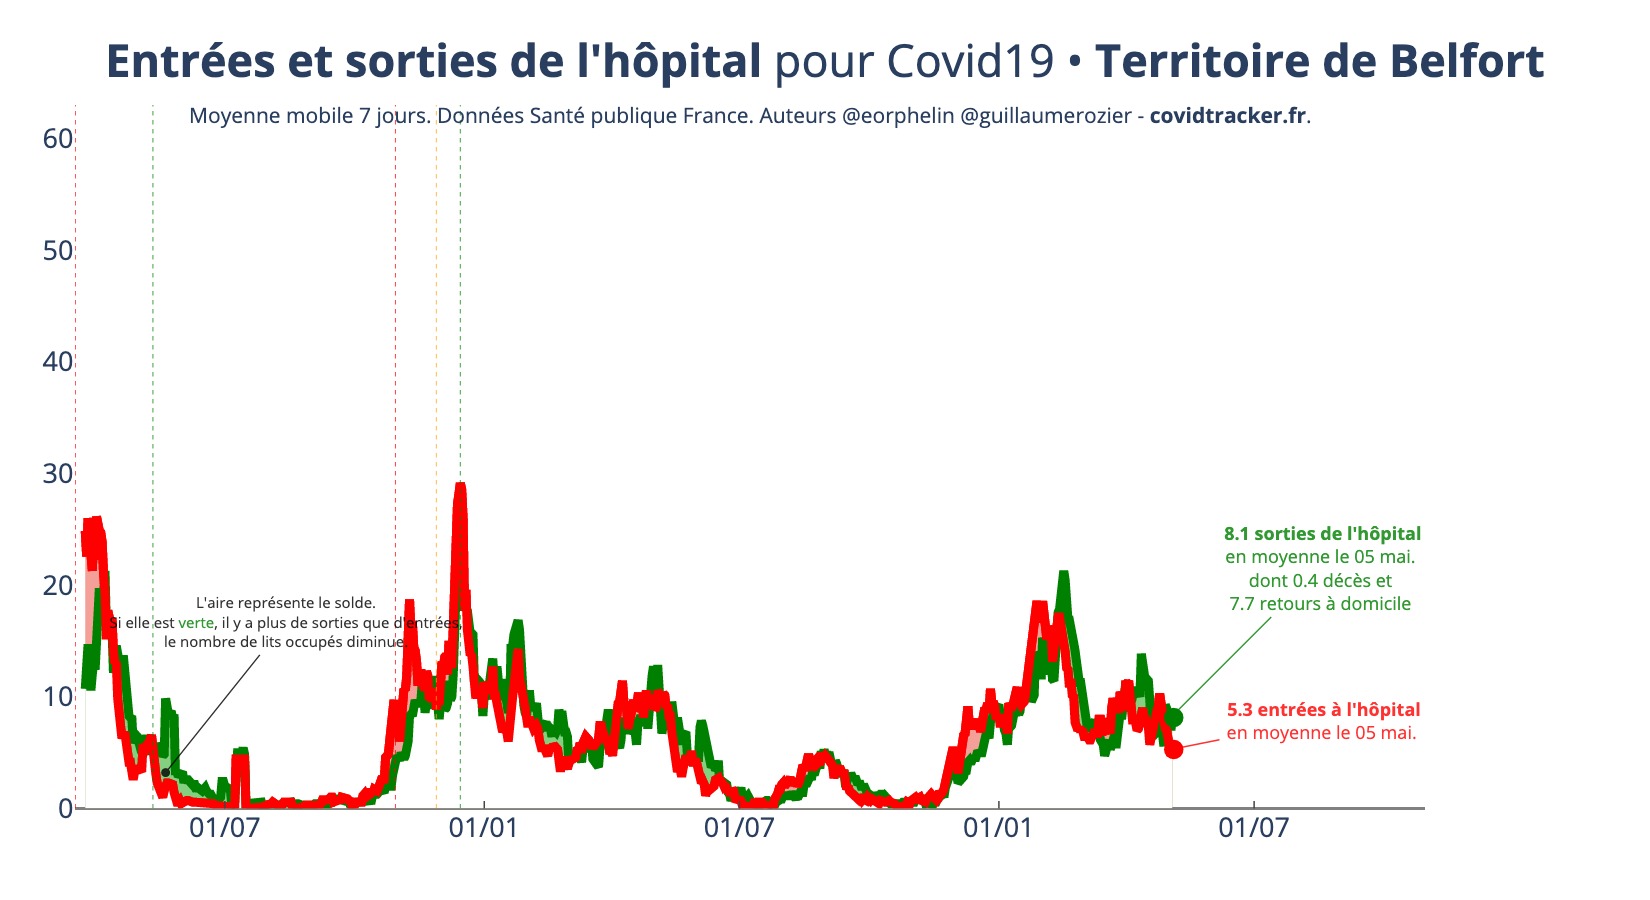 Entrées et sorties de l'hôpital pour Covid19 • Territoire de Belfort
Moyenne mobile 7 jours. Données Santé publique France. Auteurs @eorphelin @guillaumerozier - covidtracker.fr.
60
50
40
30
20
10
0
L'aire représente le solde.
Si elle est verte, il y a plus de sorties que d'entrées,
le nombre de lits occupés diminue.
8.1 sorties de l'hôpital
en moyenne le 05 mai.
dont 0.4 décès et
7.7 retours à domicile
5.3 entrées à l'hôpital
en moyenne le 05 mai.
01/07
01/01
01/07
01/01
01/07